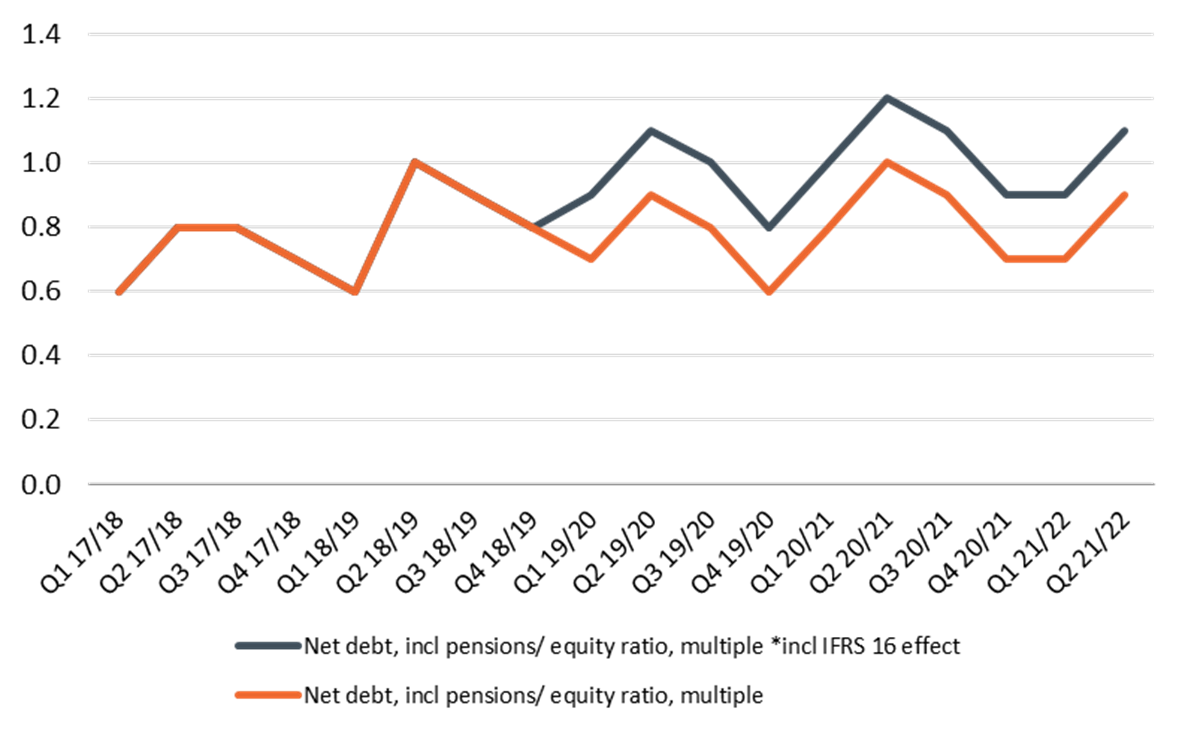 1.4
1.2
1.0
0.8
0.6
0.4
0.2
0.0
Q1 17/18
Q2 17/18
Q3 17/18
Q4 17/18
Q1 18/19
Q2 18/19
Q3 18/19
Q4 18/19
Q1 19/20
Q2 19/20
Q3 19/20
Q4 19/20
Q1 20/21
Q2 20/21
Q3 20/21
Q4 20/21
Q1 21/22
Q2 21/22
Net debt, incl pensions/ equity ratio, multiple *incl IFRS 16 effect
Net debt, incl pensions/ equity ratio, multiple